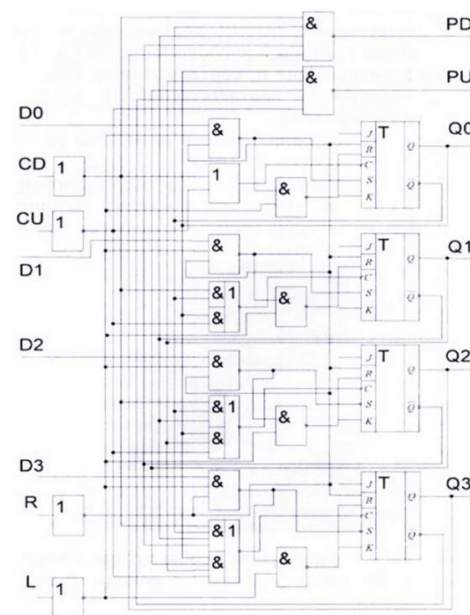 & PD
& PU
D0
&
J T Q Q0
R
CD 1 1 C
& S Q̅
K
CU 1
D1
&
J T Q Q1
R
& 1 C
& & S Q̅
K
D2
&
J T Q Q2
R
& 1 C
& & S Q̅
K
D3
&
J T Q Q3
R 1 R
& 1 C
& & S Q̅
K
L 1